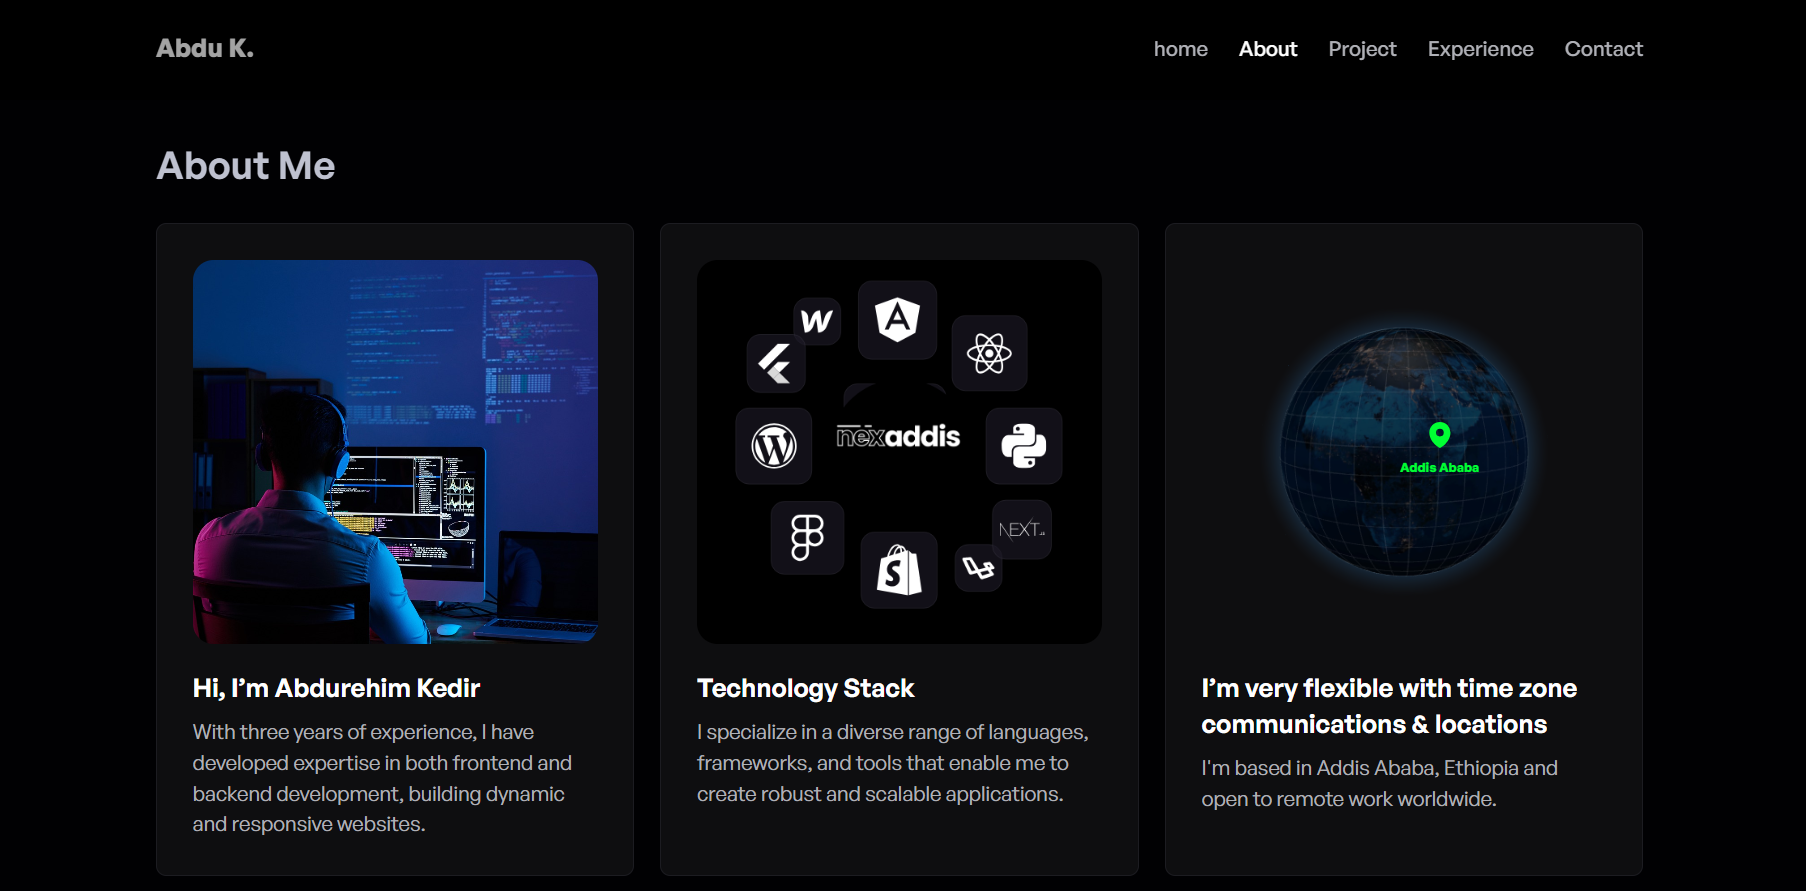 Abdu K.
home About Project Experience Contact
About Me
nexaddis
NEXT.JS
Addis Ababa
Hi, I’m Abdurehim Kedir
With three years of experience, I have
developed expertise in both frontend and
backend development, building dynamic
and responsive websites.
Technology Stack
I specialize in a diverse range of languages,
frameworks, and tools that enable me to
create robust and scalable applications.
I’m very flexible with time zone
communications & locations
I'm based in Addis Ababa, Ethiopia and
open to remote work worldwide.